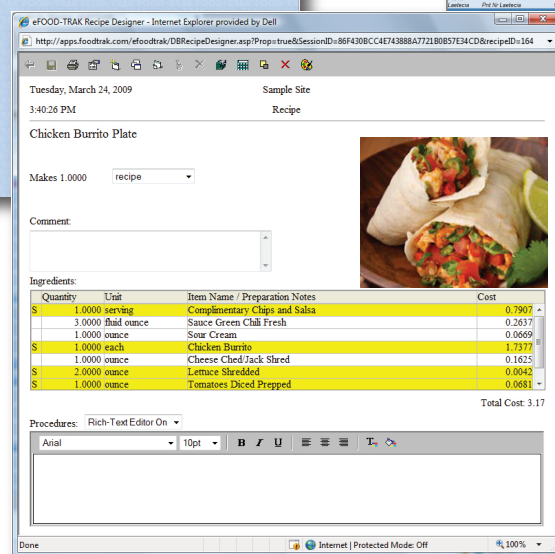 Laetecia Pnt Nr Laetecia
eFOOD-TRAK Recipe Designer - Internet Explorer provided by Dell
http://apps.foodtrak.com/efoodtrak/DBRecipeDesigner.asp?Prop=true&SessionID=86F430BCC4E743888A7721B0B57E34CD&recipeID=164
Tuesday, March 24, 2009 Sample Site
3:40:26 PM Recipe
Chicken Burrito Plate
Makes 1.0000 recipe
Comment:
Ingredients:
Quantity Unit Item Name / Preparation Notes Cost
S 1.0000 serving Complimentary Chips and Salsa 0.7907
3.0000 fluid ounce Sauce Green Chili Fresh 0.2637
1.0000 ounce Sour Cream 0.0669
S 1.0000 each Chicken Burrito 1.7377
1.0000 ounce Cheese Ched/Jack Shred 0.1625
S 2.0000 ounce Lettuce Shredded 0.0042
S 1.0000 ounce Tomatoes Diced Prepped 0.0681
Total Cost: 3.17
Procedures: Rich-Text Editor On
Arial 10pt B I U T
Done Internet | Protected Mode: Off 100%